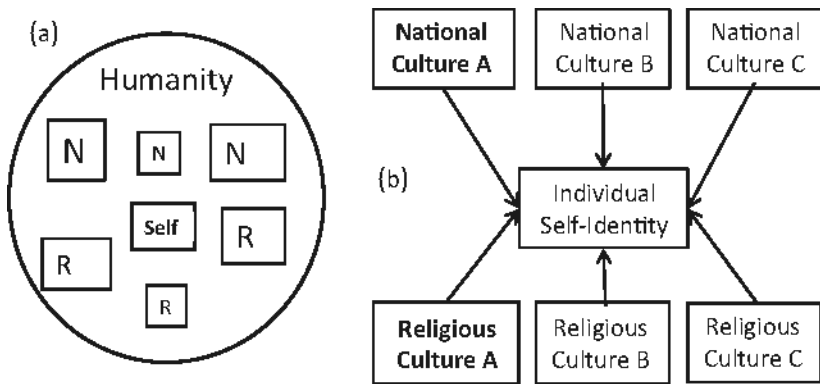 (a)
Humanity
N
N
N
Self
R
R
R
(b)
National
Culture A
National
Culture B
National
Culture C
Individual
Self-Identity
Religious
Culture A
Religious
Culture B
Religious
Culture C